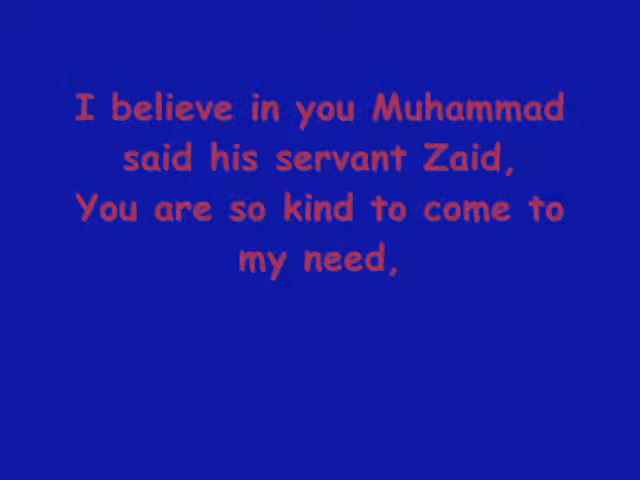 I believe in you Muhammad
said his servant Zaid,
You are so kind to come to
my need,